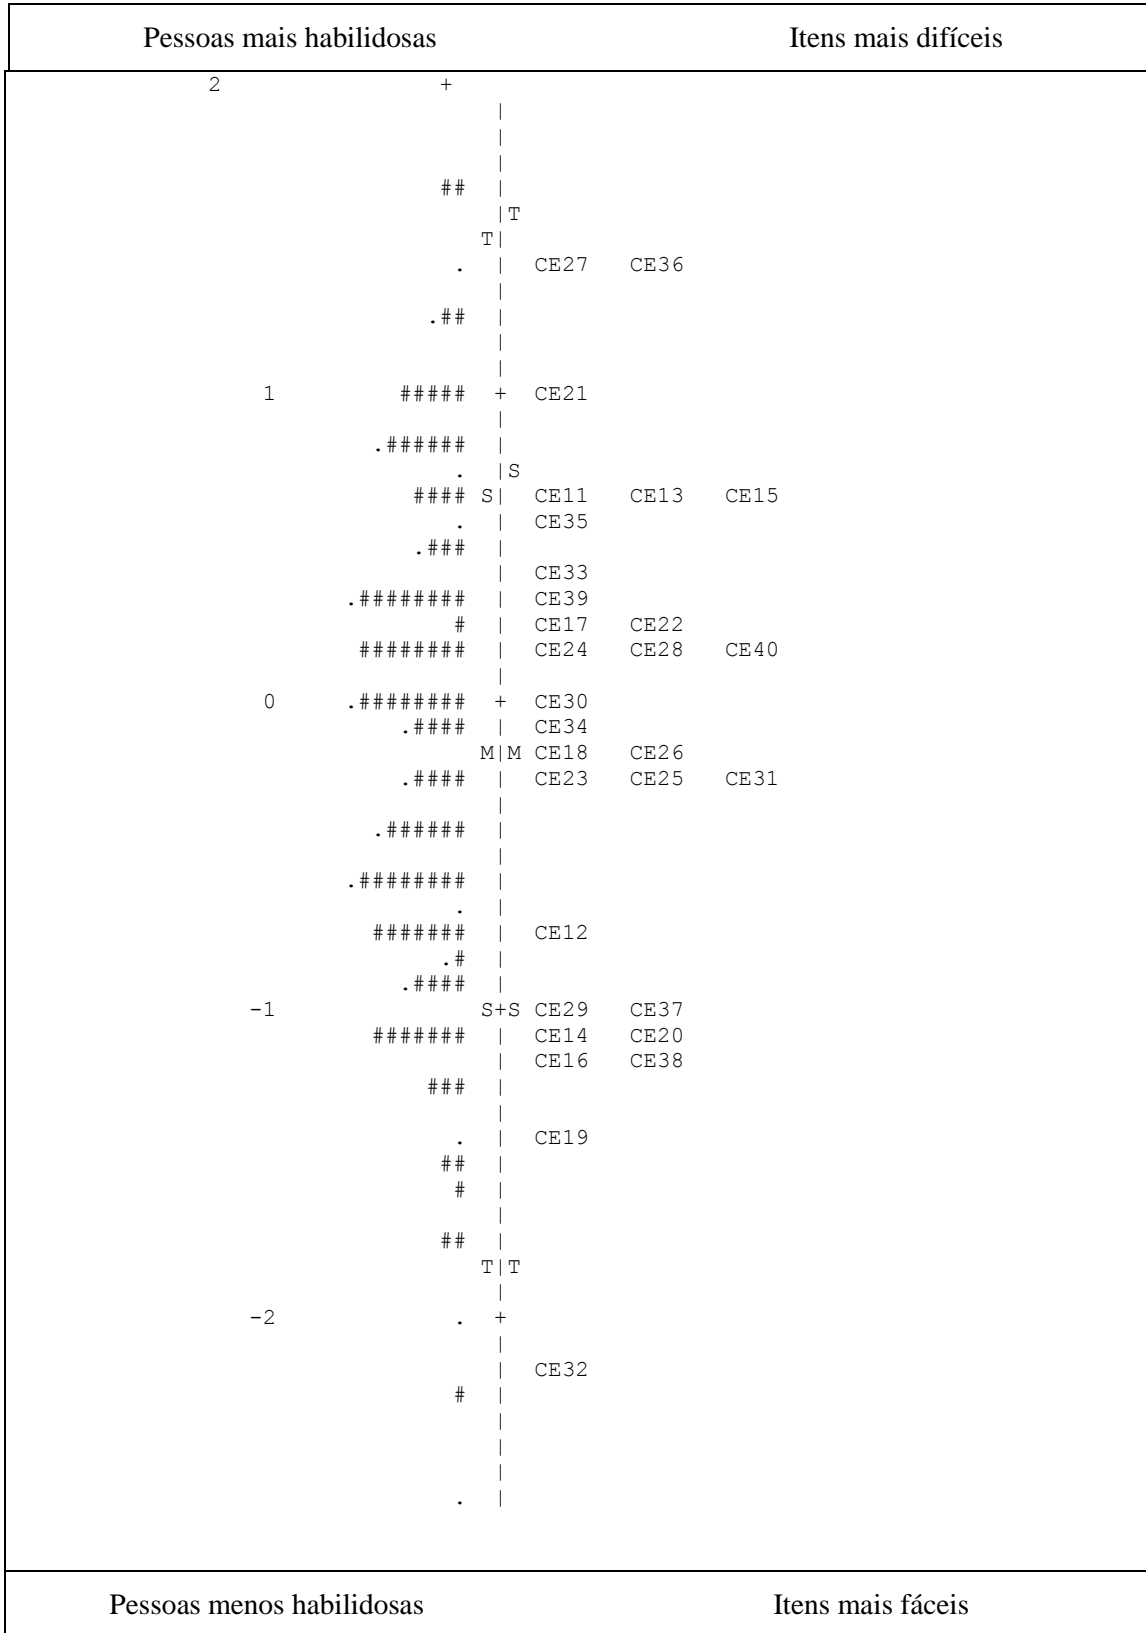 Pessoas mais habilidosas Itens mais difíceis
2 +
|
|
|
## |
|T
T|
. | CE27 CE36
|
.## |
|
|
1 ##### + CE21
|
.###### |
. |S
#### S| CE11 CE13 CE15
. | CE35
.### |
| CE33
.######## | CE39
# | CE17 CE22
######## | CE24 CE28 CE40
|
0 .######## + CE30
.#### | CE34
M|M CE18 CE26
.#### | CE23 CE25 CE31
|
.###### |
|
.######## |
. |
####### | CE12
.# |
.#### |
-1 S+S CE29 CE37
####### | CE14 CE20
| CE16 CE38
### |
|
. | CE19
## |
# |
|
## |
T|T
|
-2 . +
|
| CE32
# |
|
|
|
. |
Pessoas menos habilidosas Itens mais fáceis